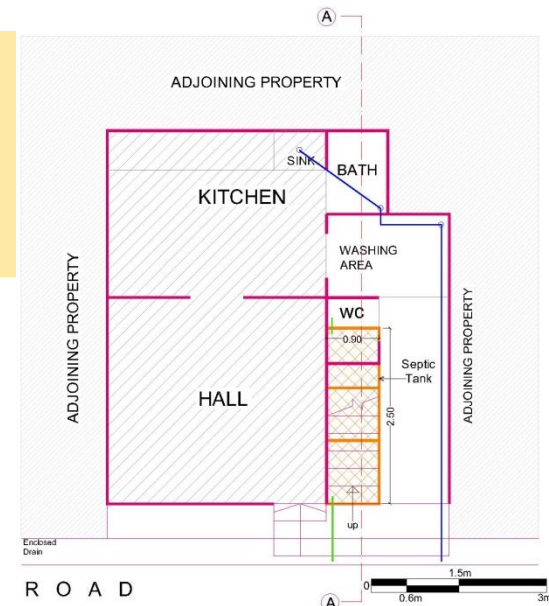 A
ADJOINING PROPERTY
SINK
BATH
KITCHEN
WASHING
AREA
ADJOINING PROPERTY
ADJOINING PROPERTY
WC
0.90
Septic
Tank
HALL
2.50
up
Enclosed
Drain
ROAD
A
1.5m
0
0.6m
3m